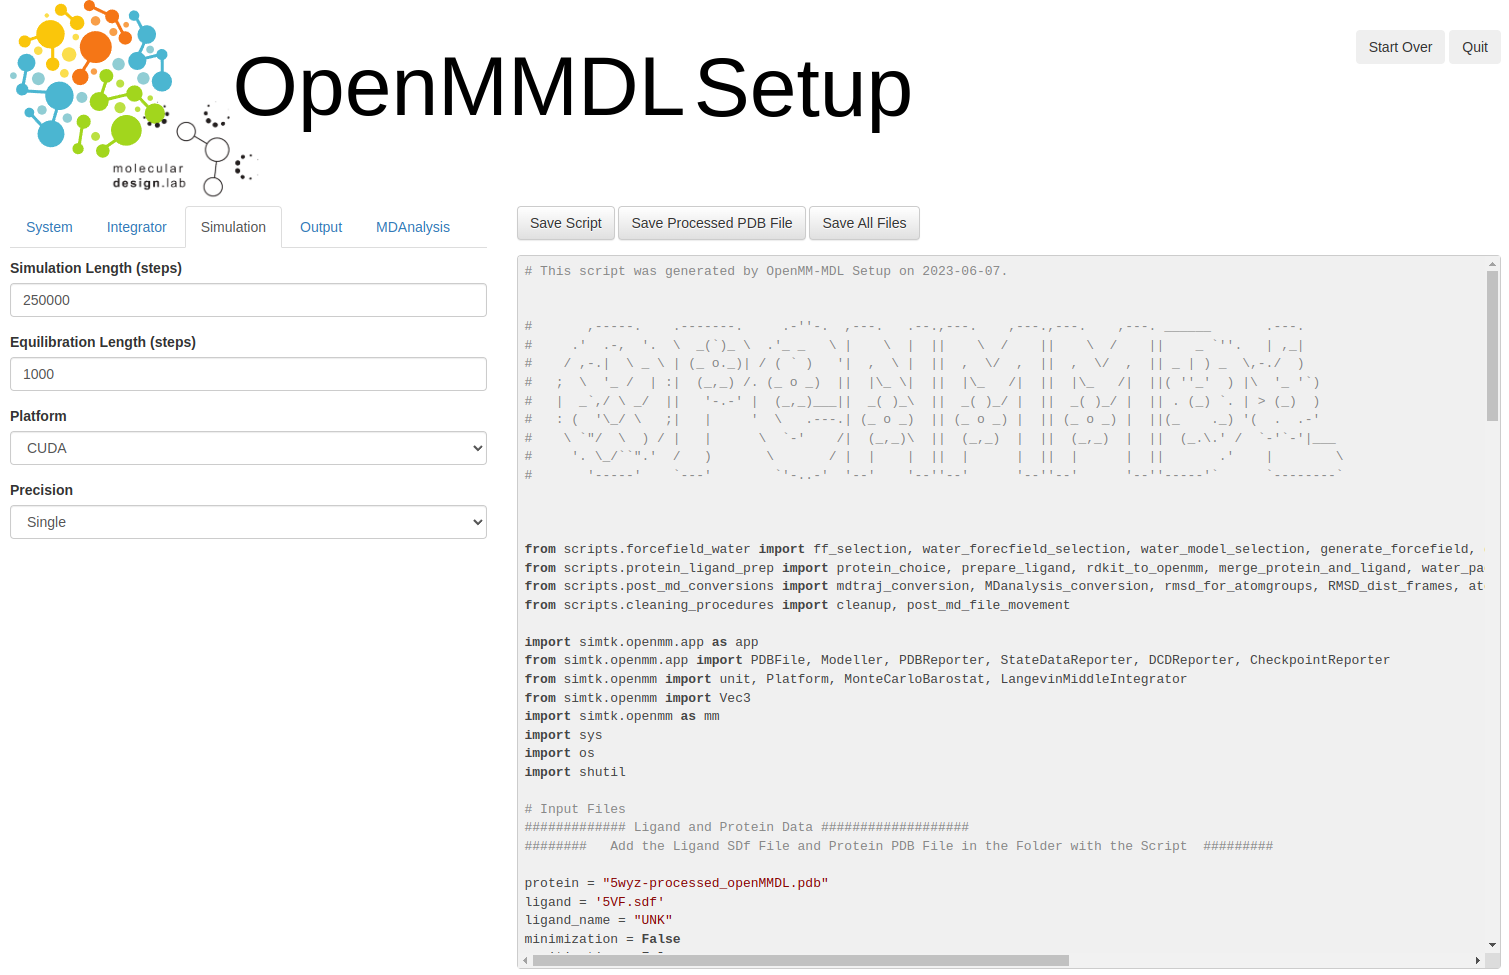 OpenMMDL Setup
Start Over
Quit
molecular
design.lab
System
Integrator
Simulation
Output
MDAnalysis
Simulation Length (steps)
250000
Equilibration Length (steps)
1000
Platform
CUDA
Precision
Single
Save Script
Save Processed PDB File
Save All Files
# This script was generated by OpenMM-MDL Setup on 2023-06-07.
from scripts.forcefield_water import ff_selection, water_forecfield_selection, water_model_selection, generate_forcefield,
from scripts.protein_ligand_prep import protein_choice, prepare_ligand, rdkit_to_openmm, merge_protein_and_ligand, water_pa
from scripts.post_md_conversions import mdtraj_conversion, MDanalysis_conversion, rmsd_for_atomgroups, RMSD_dist_frames, at
from scripts.cleaning_procedures import cleanup, post_md_file_movement
import simtk.openmm.app as app
from simtk.openmm.app import PDBFile, Modeller, PDBReporter, StateDataReporter, DCDReporter, CheckpointReporter
from simtk.openmm import unit, Platform, MonteCarloBarostat, LangevinMiddleIntegrator
from simtk.openmm import Vec3
import simtk.openmm as mm
import sys
import os
import shutil
# Input Files
############# Ligand and Protein Data ###################
########   Add the Ligand SDf File and Protein PDB File in the Folder with the Script  #########
protein = "5wyz-processed_openMMDL.pdb"
ligand = '5VF.sdf'
ligand_name = "UNK"
minimization = False